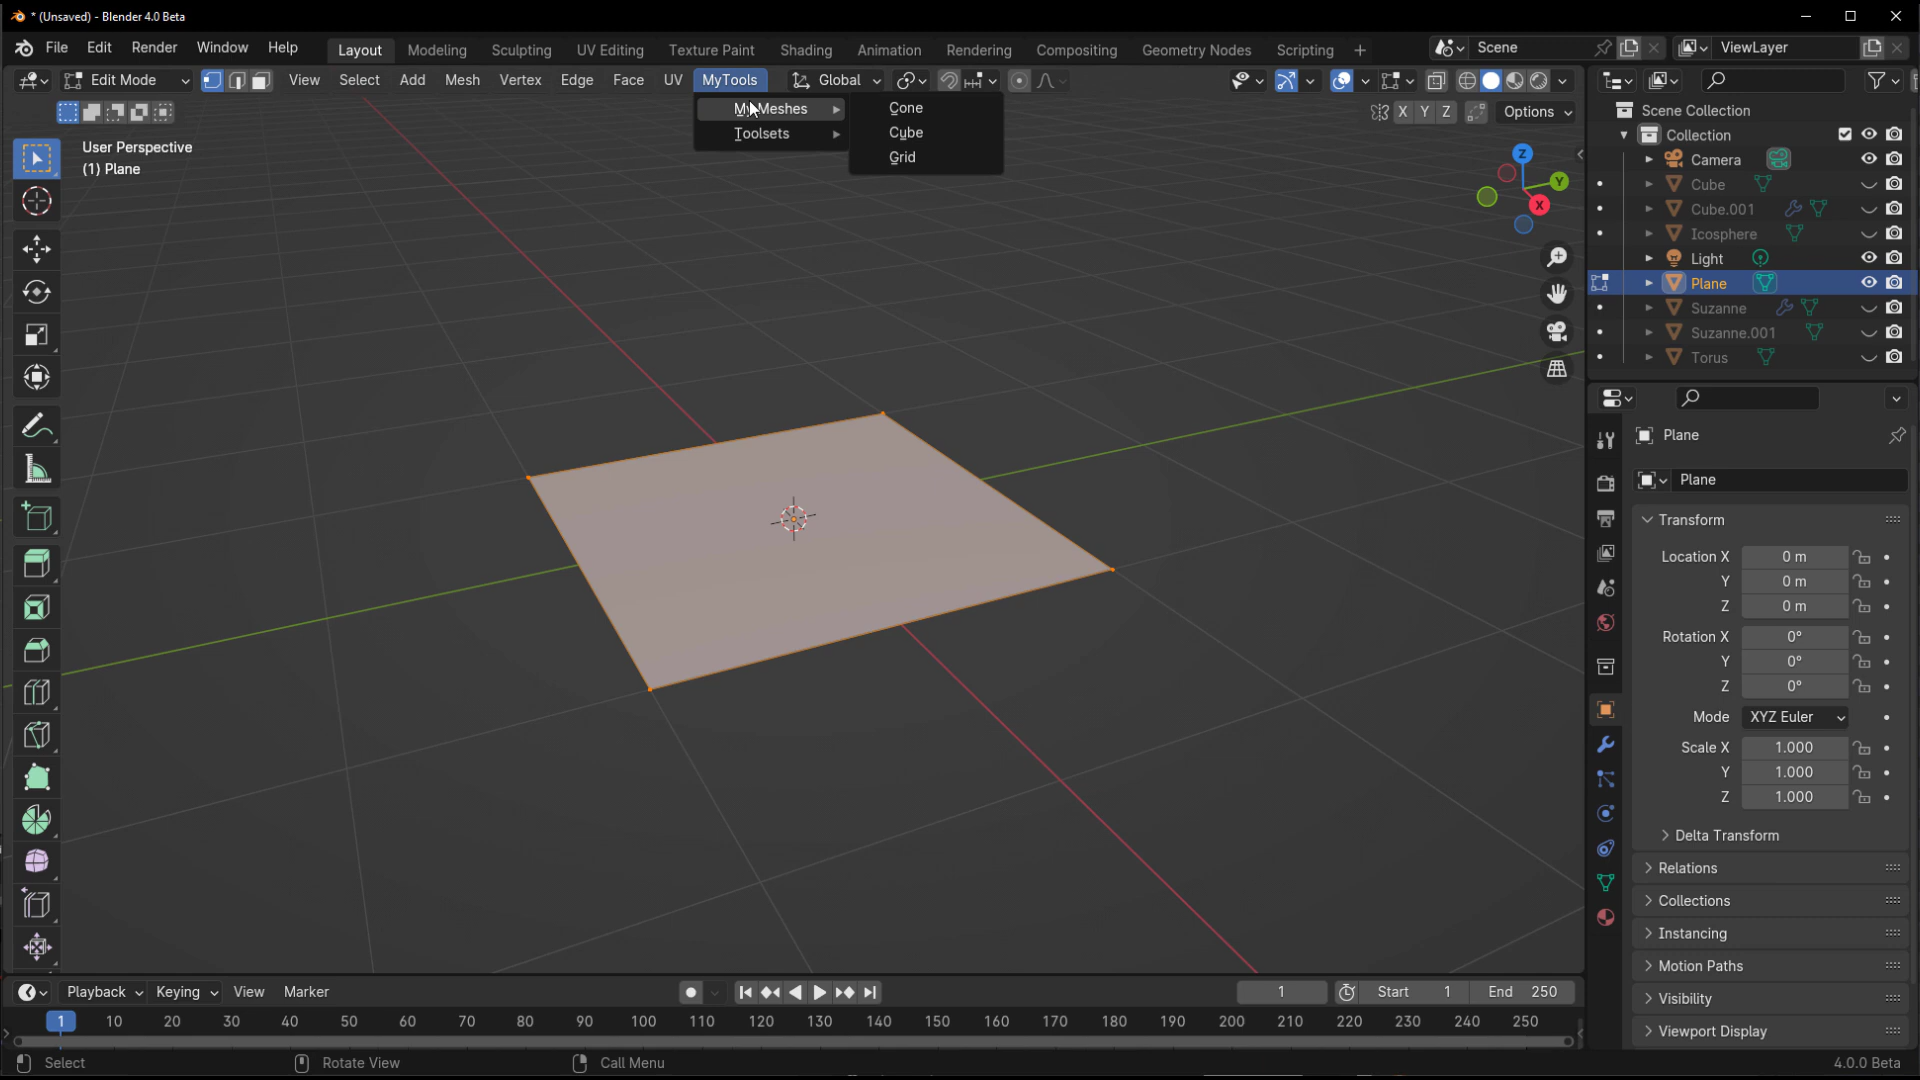 * (Unsaved) - Blender 4.0 Beta
File Edit Render Window Help Layout Modeling Sculpting UV Editing Texture Paint Shading Animation Rendering Compositing Geometry Nodes Scripting + Scene ViewLayer
Edit Mode View Select Add Mesh Vertex Edge Face UV MyTools Global
MyMeshes
Toolsets
Cone
Cube
Grid
X Y Z Options
User Perspective
(1) Plane
Z
Y
X
Scene Collection
Collection
Camera
Cube
Cube.001
Icosphere
Light
Plane
Suzanne
Suzanne.001
Torus
Plane
Plane
Transform
Location X 0 m
Y 0 m
Z 0 m
Rotation X 0°
Y 0°
Z 0°
Mode XYZ Euler
Scale X 1.000
Y 1.000
Z 1.000
Delta Transform
Relations
Collections
Instancing
Motion Paths
Visibility
Viewport Display
Playback Keying View Marker 1 Start 1 End 250
1 10 20 30 40 50 60 70 80 90 100 110 120 130 140 150 160 170 180 190 200 210 220 230 240 250
Select Rotate View Call Menu 4.0.0 Beta